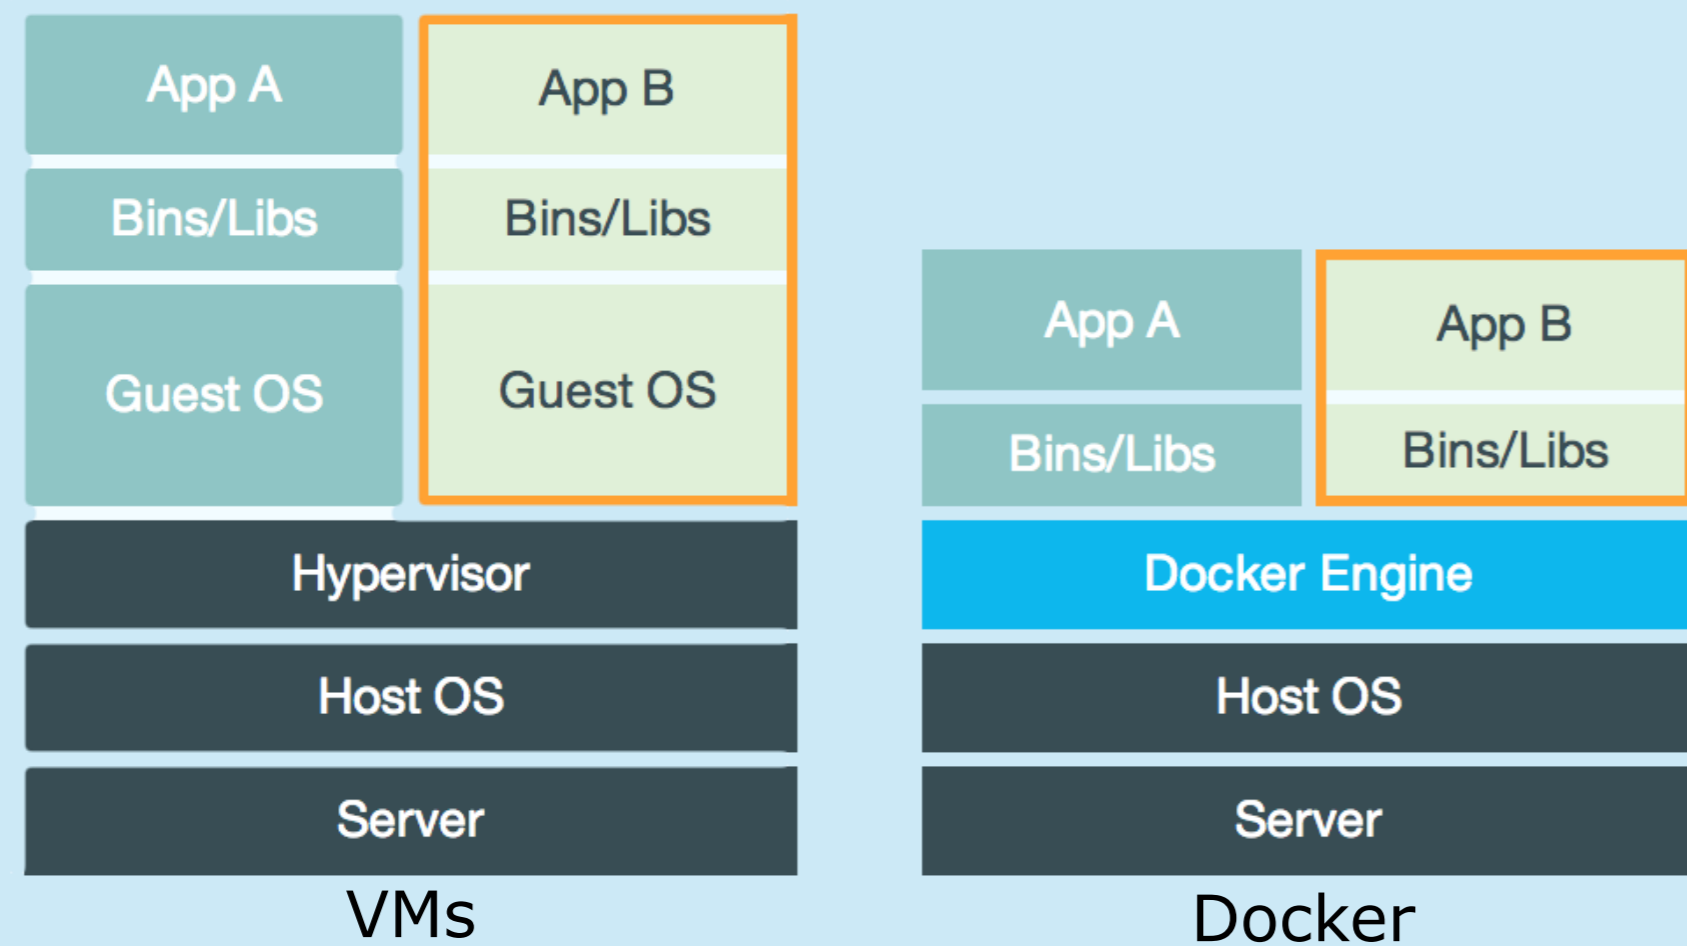 App A
App B
Bins/Libs
Bins/Libs
Guest OS
Guest OS
Hypervisor
Host OS
Server
VMs
App A
App B
Bins/Libs
Bins/Libs
Docker Engine
Host OS
Server
Docker